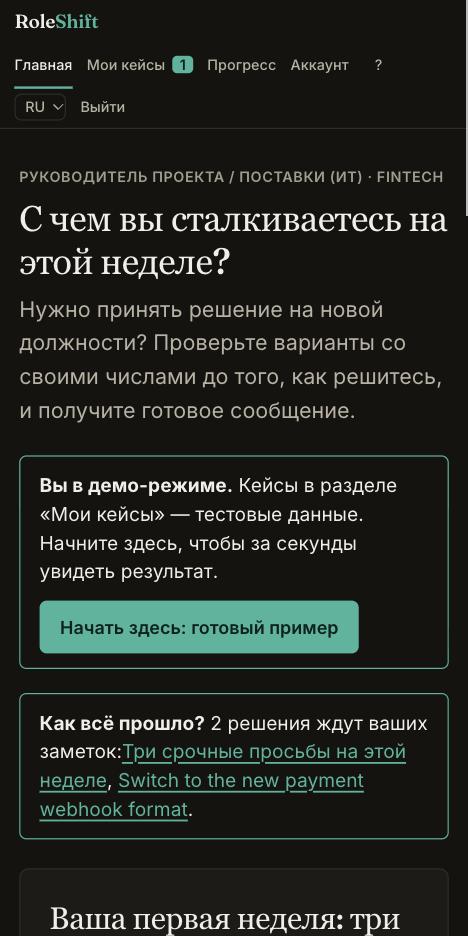 RoleShift
Главная Мои кейсы 1 Прогресс Аккаунт ?
RU Выйти
РУКОВОДИТЕЛЬ ПРОЕКТА / ПОСТАВКИ (ИТ) · FINTECH
С чем вы сталкиваетесь на
этой неделе?
Нужно принять решение на новой
должности? Проверьте варианты со
своими числами до того, как решитесь,
и получите готовое сообщение.
Вы в демо-режиме. Кейсы в разделе
«Мои кейсы» — тестовые данные.
Начните здесь, чтобы за секунды
увидеть результат.
Начать здесь: готовый пример
Как всё прошло? 2 решения ждут ваших
заметок:Три срочные просьбы на этой
неделе, Switch to the new payment
webhook format.
Ваша первая неделя: три